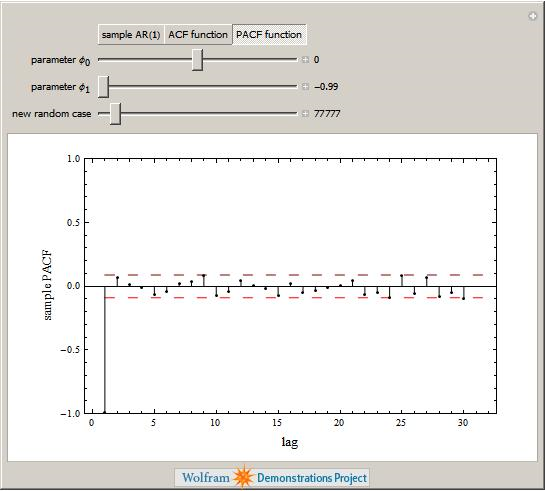 sample AR(1) ACF function PACF function
parameter ϕ0 0
parameter ϕ1 −0.99
new random case 77777
1.0
0.5
0.0
−0.5
−1.0
sample PACF
0 5 10 15 20 25 30
lag
Wolfram Demonstrations Project